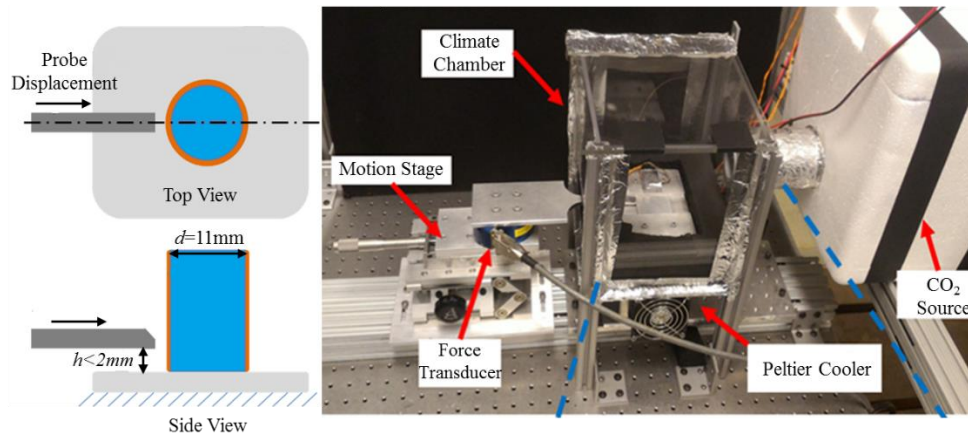 Probe
Displacement
Top View
d=11mm
h<2mm
Side View
Climate
Chamber
Motion Stage
Force
Transducer
CO₂
Source
Peltier Cooler